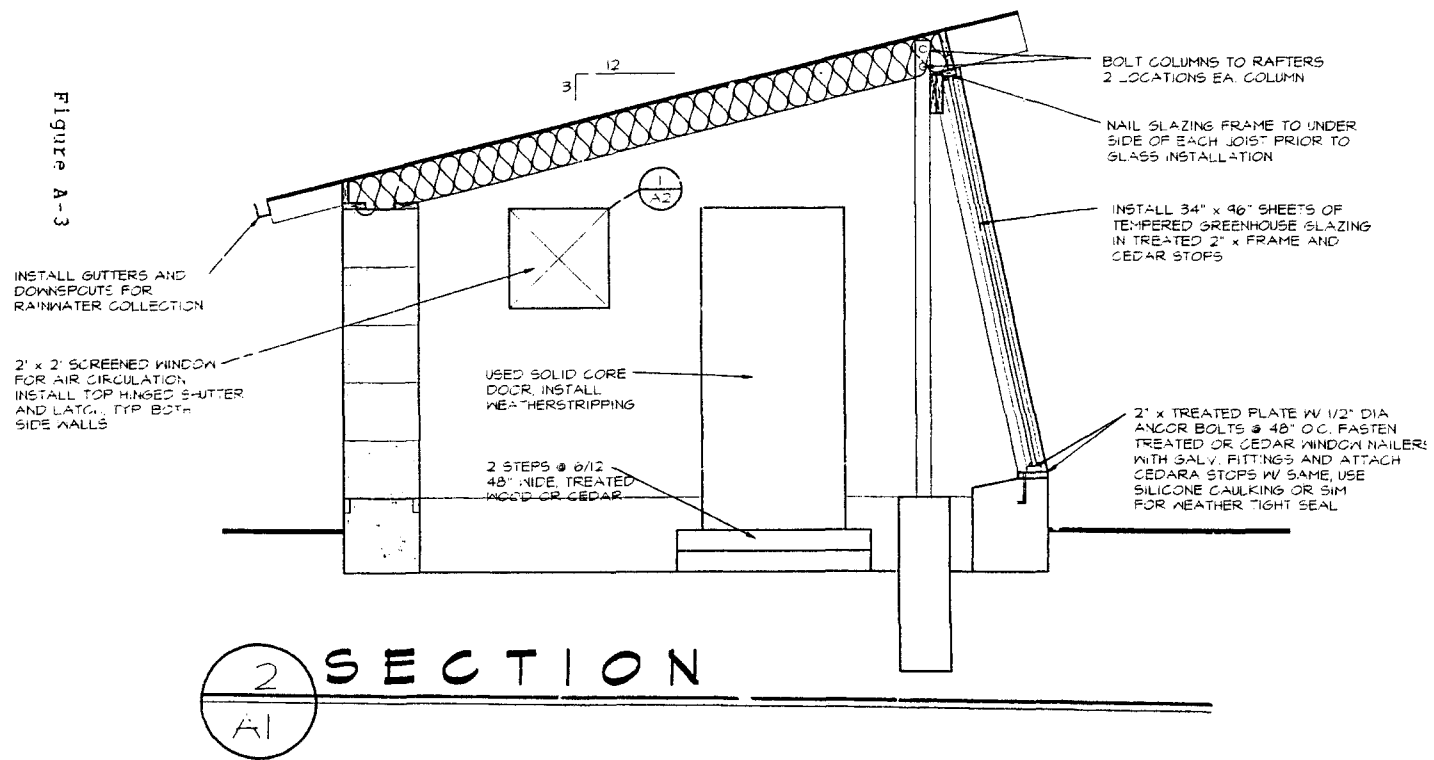 Figure A-3
12
3
1
A2
BOLT COLUMNS TO RAFTERS
2 LOCATIONS EA. COLUMN
NAIL GLAZING FRAME TO UNDER
SIDE OF EACH JOIST PRIOR TO
GLASS INSTALLATION
INSTALL 34" x 96" SHEETS OF
TEMPERED GREENHOUSE GLAZING
IN TREATED 2" x FRAME AND
CEDAR STOPS
INSTALL GUTTERS AND
DOWNSPOUTS FOR
RAINWATER COLLECTION
2' x 2' SCREENED WINDOW
FOR AIR CIRCULATION
INSTALL TOP HINGED SHUTTER
AND LATCH, TYP. BOTH
SIDE WALLS
USED SOLID CORE
DOOR, INSTALL
WEATHERSTRIPPING
2 STEPS @ 6/12
48" WIDE, TREATED
WOOD OR CEDAR
2" x TREATED PLATE W/ 1/2" DIA
ANCOR BOLTS @ 48" O.C. FASTEN
TREATED OR CEDAR WINDOW NAILERS
WITH GALV. FITTINGS AND ATTACH
CEDARA STOPS W/ SAME, USE
SILICONE CAULKING OR SIM
FOR WEATHER TIGHT SEAL
2
A1
SECTION